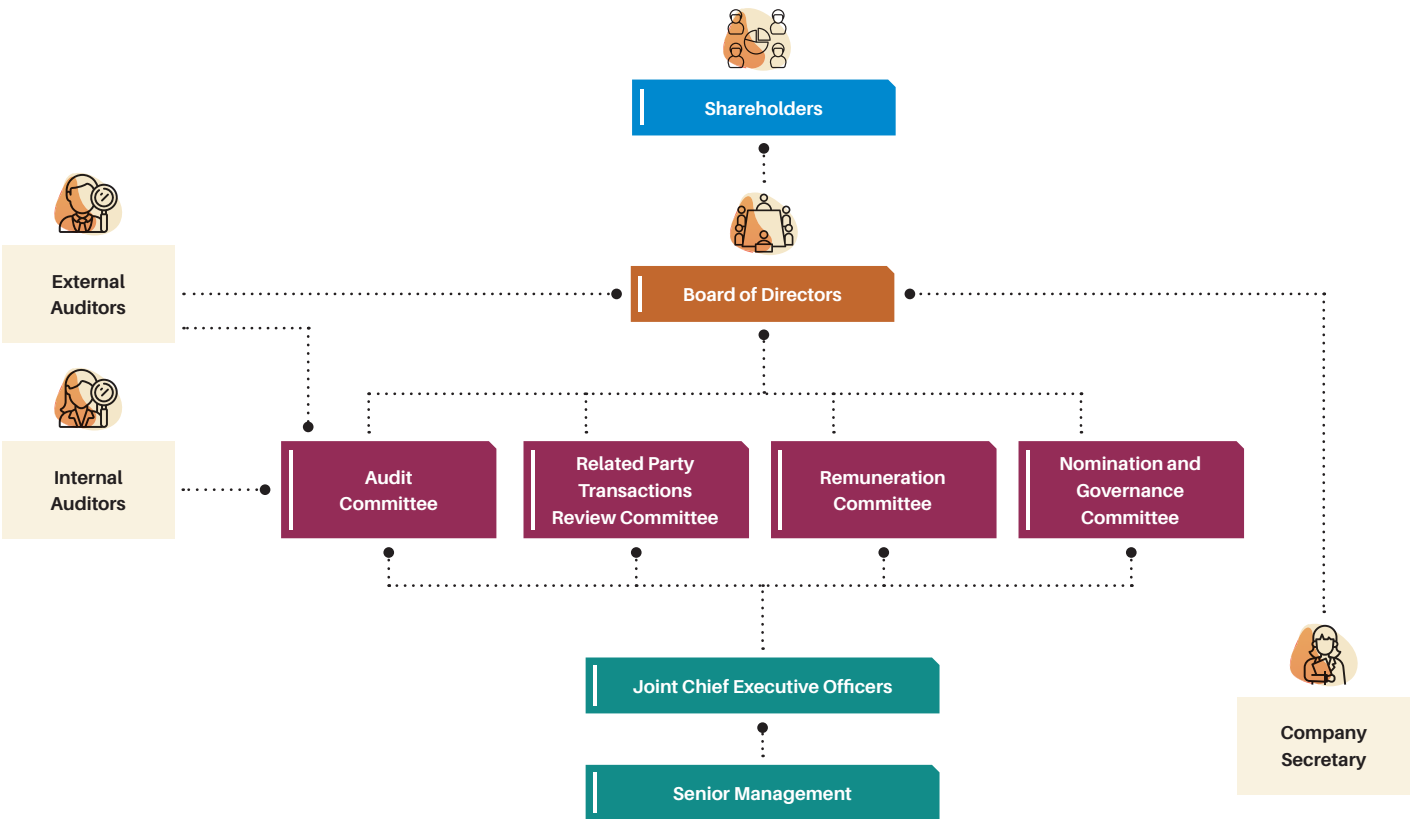 Shareholders
External
Auditors
Board of Directors
Internal
Auditors
Audit
Committee
Related Party
Transactions
Review Committee
Remuneration
Committee
Nomination and
Governance
Committee
Joint Chief Executive Officers
Company
Secretary
Senior Management